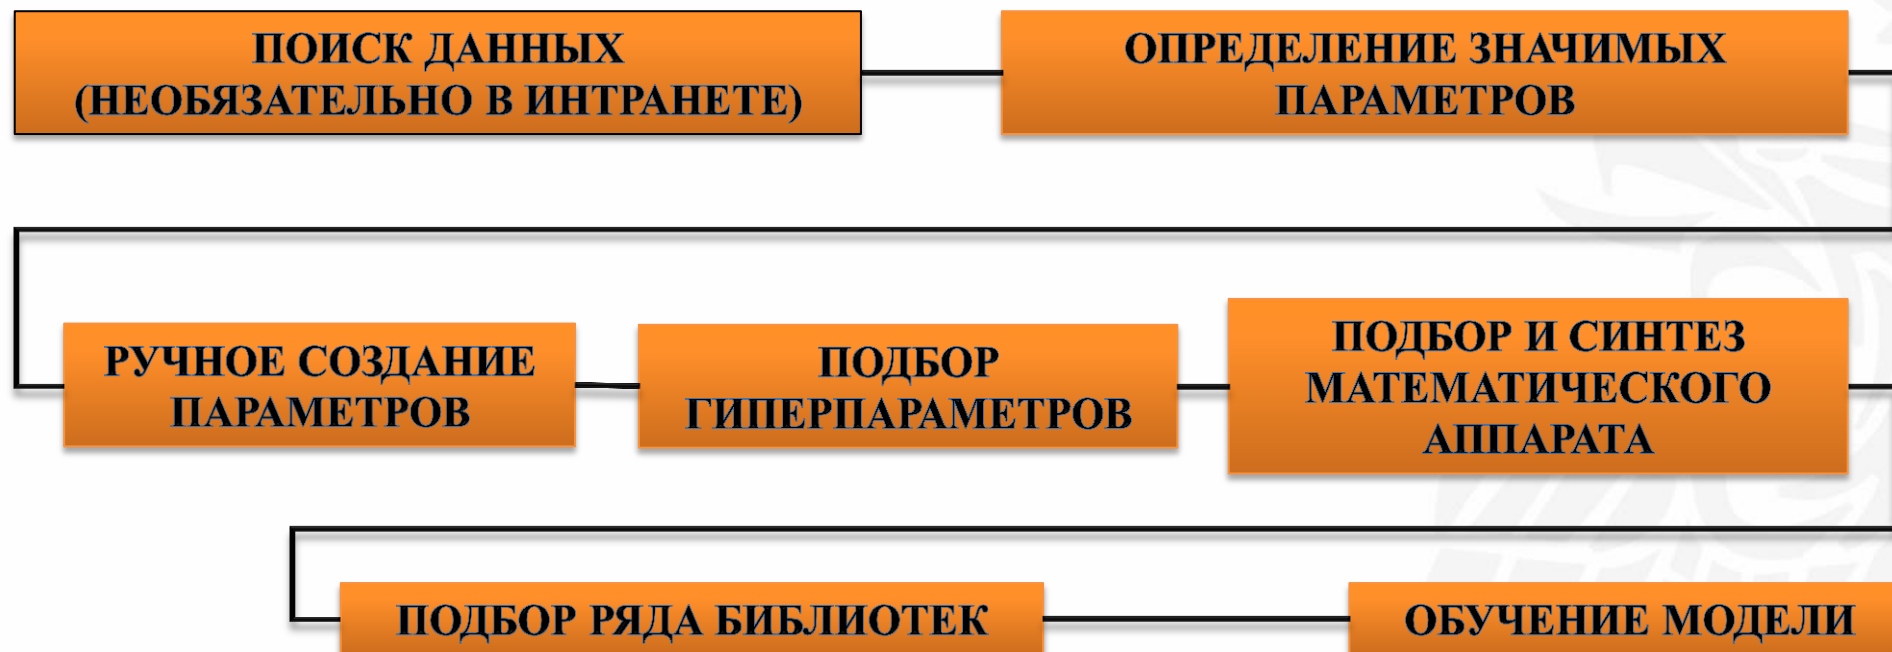 ПОИСК ДАННЫХ
(НЕОБЯЗАТЕЛЬНО В ИНТРАНЕТЕ)
ОПРЕДЕЛЕНИЕ ЗНАЧИМЫХ
ПАРАМЕТРОВ
РУЧНОЕ СОЗДАНИЕ
ПАРАМЕТРОВ
ПОДБОР
ГИПЕРПАРАМЕТРОВ
ПОДБОР И СИНТЕЗ
МАТЕМАТИЧЕСКОГО
АППАРАТА
ПОДБОР РЯДА БИБЛИОТЕК
ОБУЧЕНИЕ МОДЕЛИ